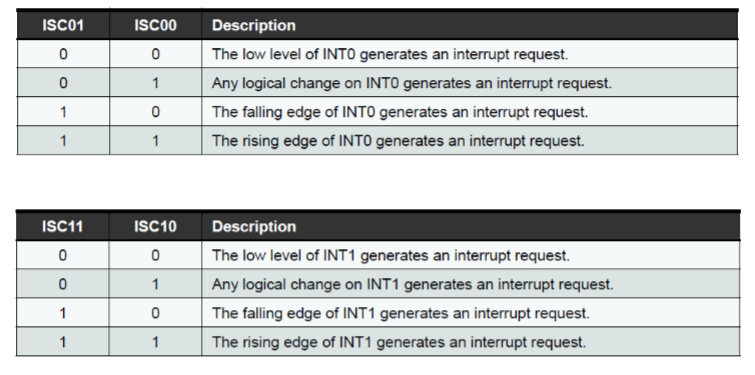 ISC01 ISC00 Description
0 0 The low level of INT0 generates an interrupt request.
0 1 Any logical change on INT0 generates an interrupt request.
1 0 The falling edge of INT0 generates an interrupt request.
1 1 The rising edge of INT0 generates an interrupt request.
ISC11 ISC10 Description
0 0 The low level of INT1 generates an interrupt request.
0 1 Any logical change on INT1 generates an interrupt request.
1 0 The falling edge of INT1 generates an interrupt request.
1 1 The rising edge of INT1 generates an interrupt request.